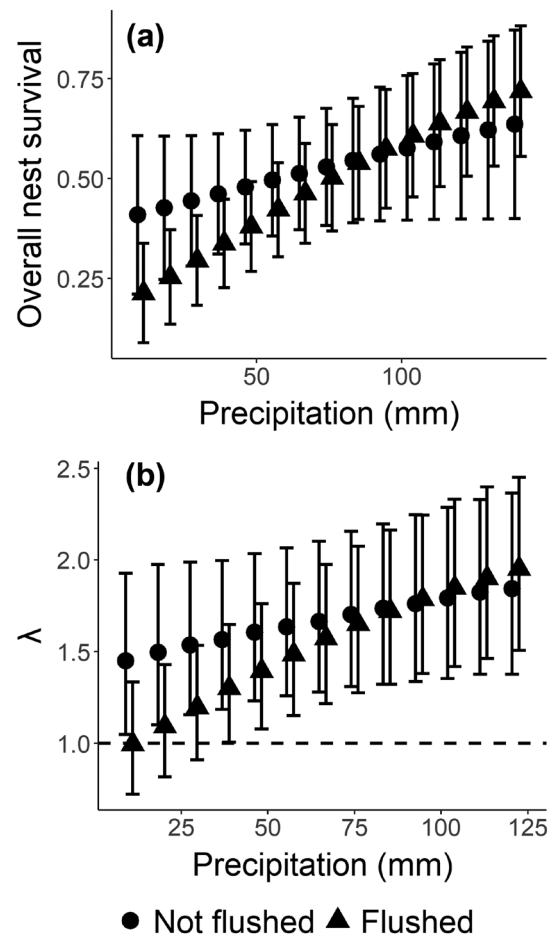 (a)
Overall nest survival
0.75
0.50
0.25
50 100
Precipitation (mm)
(b)
λ
2.5
2.0
1.5
1.0
25 50 75 100 125
Precipitation (mm)
Not flushed Flushed